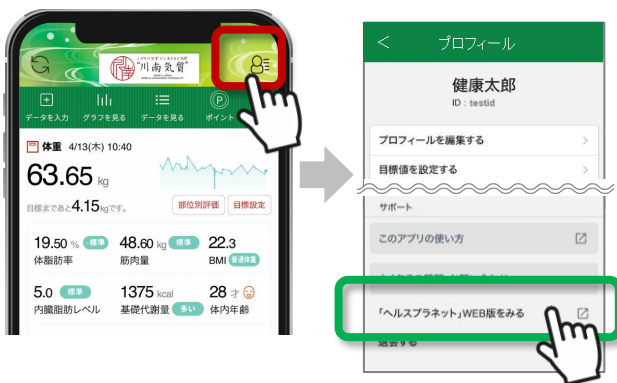 "川南気質"
データを入力 グラフを見る データを見る ポイント
体重 4/13(木) 10:40
63.65 kg
目標まであと4.15kgです。
部位別評価 目標設定
19.50 % -標準 48.60 kg 標準 22.3
体脂肪率 筋肉量 BMI 普通体重
5.0 標準 1375 kcal 28 才
内臓脂肪レベル 基礎代謝量 多い 体内年齢
< プロフィール
健康太郎
ID : testid
プロフィールを編集する >
目標値を設定する >
サポート
このアプリの使い方
「ヘルスプラネット」WEB版をみる
退会する